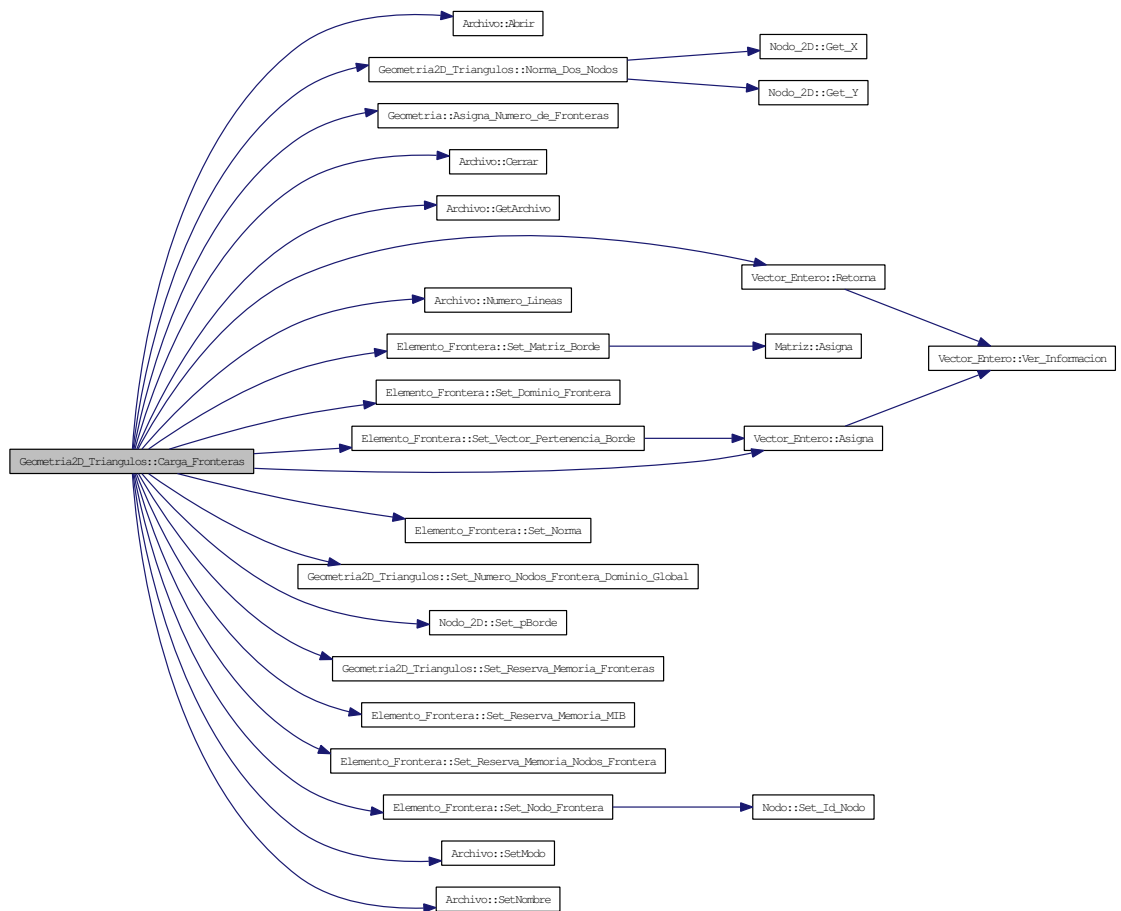 Archivo::Abrir
Nodo_2D::Get_X
Geometria2D_Triangulos::Norma_Dos_Nodos
Nodo_2D::Get_Y
Geometria::Asigna_Numero_de_Fronteras
Archivo::Cerrar
Archivo::GetArchivo
Vector_Entero::Retorna
Archivo::Numero_Lineas
Elemento_Frontera::Set_Matriz_Borde
Matriz::Asigna
Vector_Entero::Ver_Informacion
Elemento_Frontera::Set_Dominio_Frontera
Elemento_Frontera::Set_Vector_Pertenencia_Borde
Vector_Entero::Asigna
Geometria2D_Triangulos::Carga_Fronteras
Elemento_Frontera::Set_Norma
Geometria2D_Triangulos::Set_Numero_Nodos_Frontera_Dominio_Global
Nodo_2D::Set_pBorde
Geometria2D_Triangulos::Set_Reserva_Memoria_Fronteras
Elemento_Frontera::Set_Reserva_Memoria_MIB
Elemento_Frontera::Set_Reserva_Memoria_Nodos_Frontera
Elemento_Frontera::Set_Nodo_Frontera
Nodo::Set_Id_Nodo
Archivo::SetModo
Archivo::SetNombre